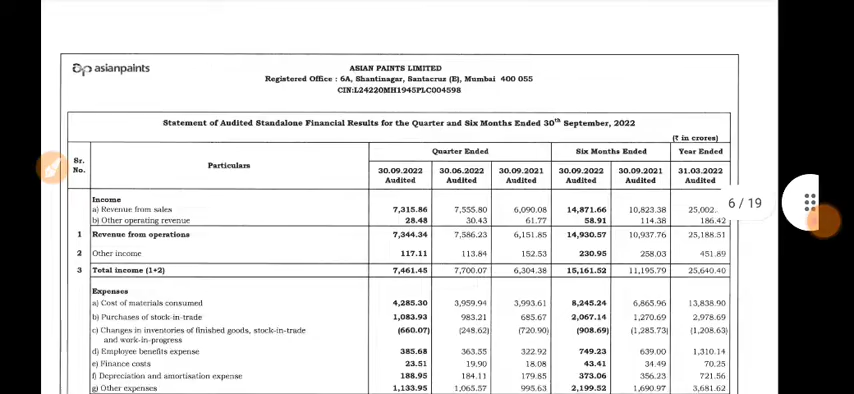 asianpaints
ASIAN PAINTS LIMITED
Registered Office : 6A, Shantinagar, Santacruz (E), Mumbai 400 055
CIN:L24220MH1945PLC004598
Statement of Audited Standalone Financial Results for the Quarter and Six Months Ended 30th September, 2022
(₹ in crores)
Sr. No. Particulars Quarter Ended Six Months Ended Year Ended
30.09.2022 30.06.2022 30.09.2021 30.09.2022 30.09.2021 31.03.2022
Audited Audited Audited Audited Audited Audited
Income
a) Revenue from sales 7,315.86 7,555.80 6,090.08 14,871.66 10,823.38 25,002.
6 / 19
b) Other operating revenue 28.48 30.43 61.77 58.91 114.38 186.42
1 Revenue from operations 7,344.34 7,586.23 6,151.85 14,930.57 10,937.76 25,188.51
2 Other income 117.11 113.84 152.53 230.95 258.03 451.89
3 Total income (1+2) 7,461.45 7,700.07 6,304.38 15,161.52 11,195.79 25,640.40
Expenses
a) Cost of materials consumed 4,285.30 3,959.94 3,993.61 8,245.24 6,865.96 13,838.90
b) Purchases of stock-in-trade 1,083.93 983.21 685.67 2,067.14 1,270.69 2,978.69
c) Changes in inventories of finished goods, stock-in-trade (660.07) (248.62) (720.90) (908.69) (1,285.73) (1,208.63)
and work-in-progress
d) Employee benefits expense 385.68 363.55 322.92 749.23 639.00 1,310.14
e) Finance costs 23.51 19.90 18.08 43.41 34.49 70.25
f) Depreciation and amortisation expense 188.95 184.11 179.85 373.06 356.23 721.56
g) Other expenses 1,133.95 1,065.57 995.63 2,199.52 1,690.97 3,681.62